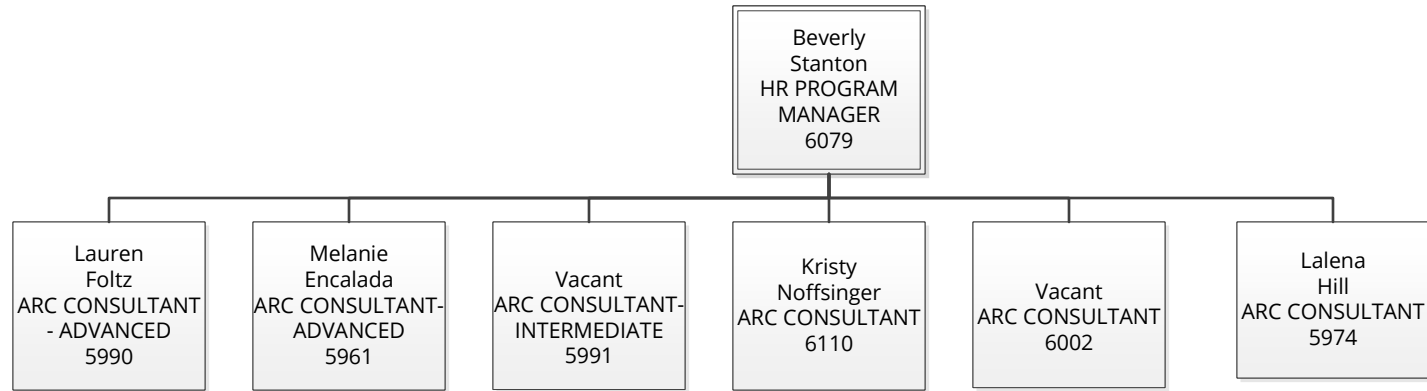 Beverly
Stanton
HR PROGRAM
MANAGER
6079
Lauren
Foltz
ARC CONSULTANT
- ADVANCED
5990
Melanie
Encalada
ARC CONSULTANT-
ADVANCED
5961
Vacant
ARC CONSULTANT-
INTERMEDIATE
5991
Kristy
Noffsinger
ARC CONSULTANT
6110
Vacant
ARC CONSULTANT
6002
Lalena
Hill
ARC CONSULTANT
5974